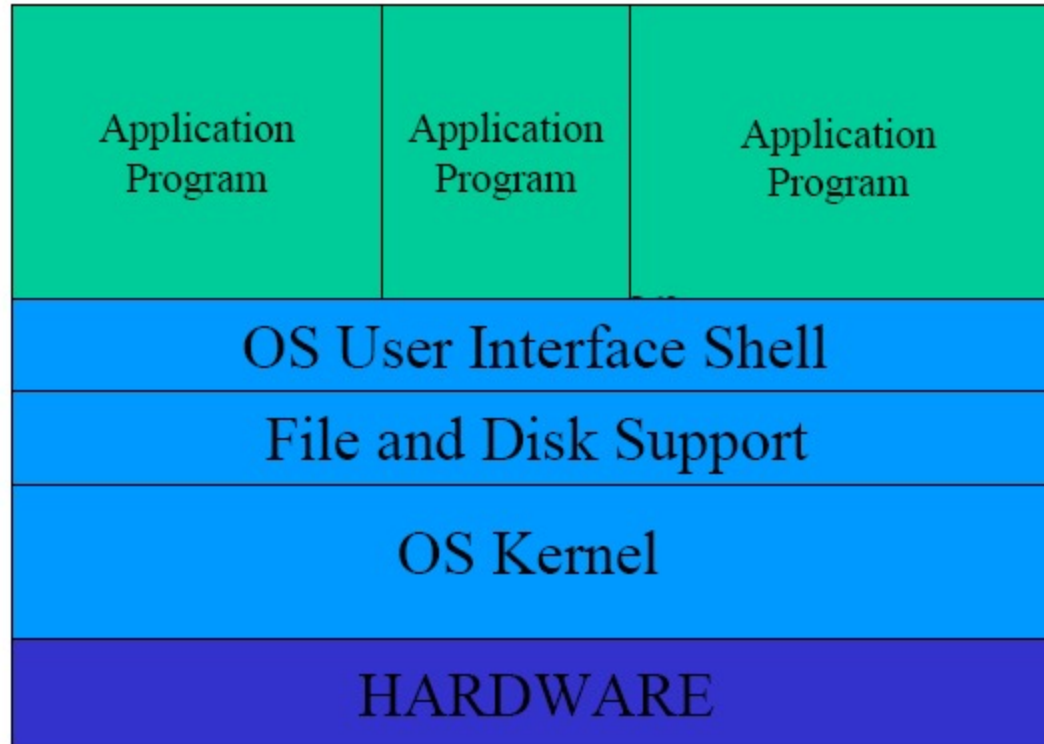 Application
Program
Application
Program
Application
Program
OS User Interface Shell
File and Disk Support
OS Kernel
HARDWARE